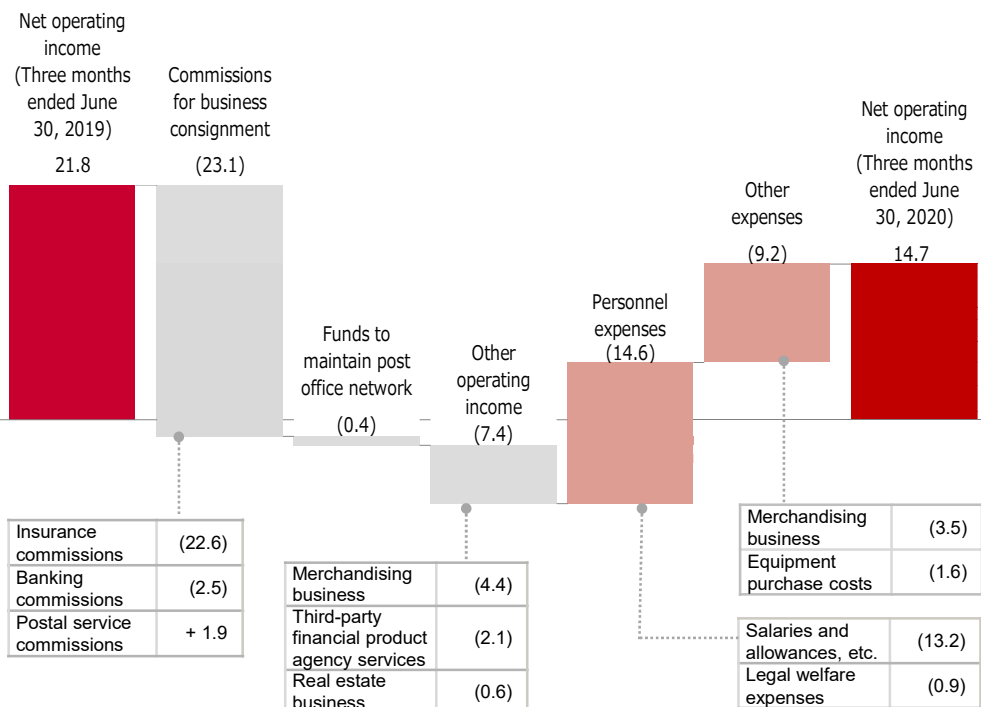 Net operating
income
(Three months
ended June
30, 2019)
21.8
Commissions
for business
consignment
(23.1)
Funds to
maintain post
office network
(0.4)
Other
operating
income
(7.4)
Personnel
expenses
(14.6)
Other
expenses
(9.2)
Net operating
income
(Three months
ended June
30, 2020)
14.7
Insurance
commissions
(22.6)
Banking
commissions
(2.5)
Postal service
commissions
+ 1.9
Merchandising
business
(4.4)
Third-party
financial product
agency services
(2.1)
Real estate
business
(0.6)
Merchandising
business
(3.5)
Equipment
purchase costs
(1.6)
Salaries and
allowances, etc.
(13.2)
Legal welfare
expenses
(0.9)